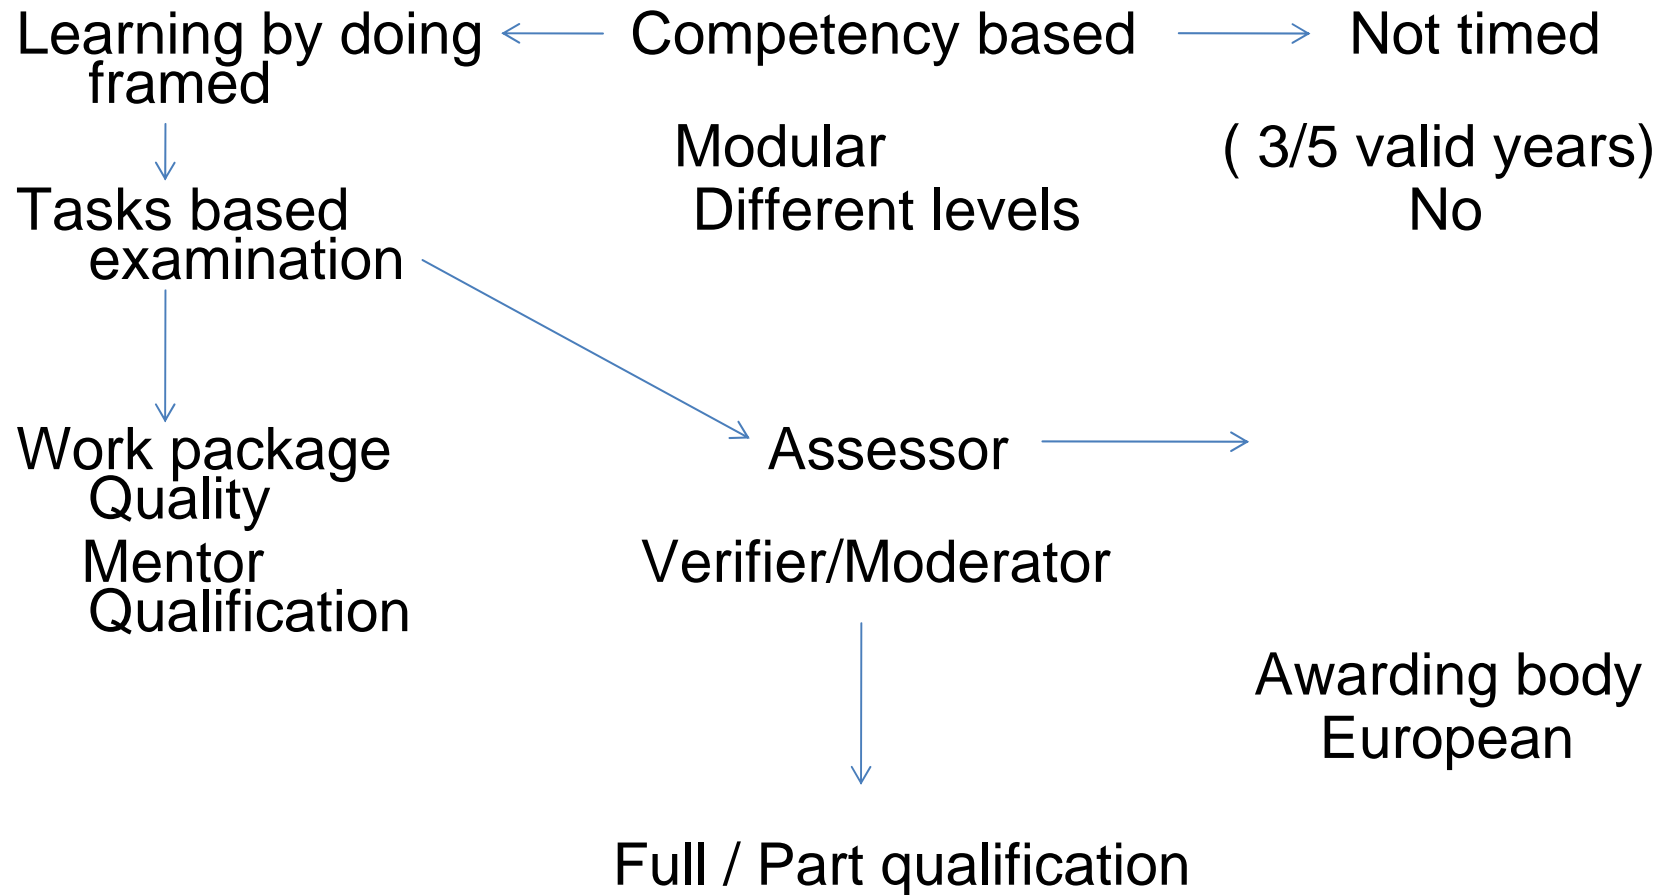 Learning by doing framed
Competency based
Not timed
Modular
( 3/5 valid years)
Tasks based examination
Different levels
No
Work package Quality
Assessor
Mentor Qualification
Verifier/Moderator
Awarding body
European
Full / Part qualification